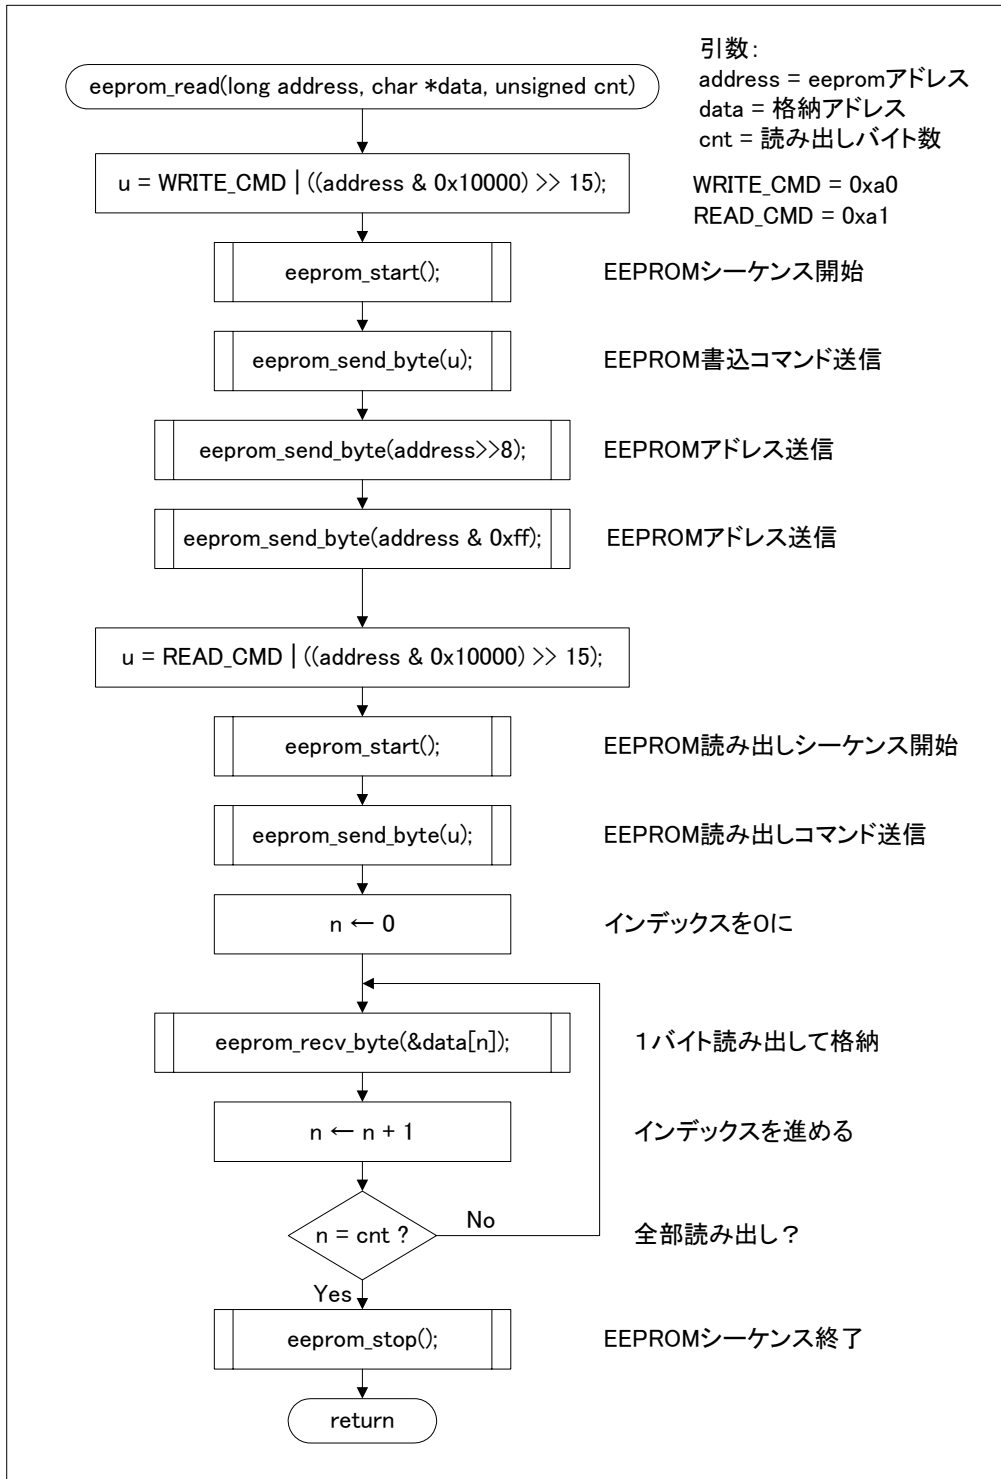 引数：
address = eepromアドレス
data = 格納アドレス
cnt = 読み出しバイト数
WRITE_CMD = 0xa0
READ_CMD = 0xa1
eeprom_read(long address, char *data, unsigned cnt)
u = WRITE_CMD | ((address & 0x10000) >> 15);
eeprom_start();
EEPROMシーケンス開始
eeprom_send_byte(u);
EEPROM書込コマンド送信
eeprom_send_byte(address>>8);
EEPROMアドレス送信
eeprom_send_byte(address & 0xff);
EEPROMアドレス送信
u = READ_CMD | ((address & 0x10000) >> 15);
eeprom_start();
EEPROM読み出しシーケンス開始
eeprom_send_byte(u);
EEPROM読み出しコマンド送信
n ← 0
インデックスを0に
eeprom_recv_byte(&data[n]);
１バイト読み出して格納
n ← n + 1
インデックスを進める
n = cnt ?
No
全部読み出し？
Yes
eeprom_stop();
EEPROMシーケンス終了
return